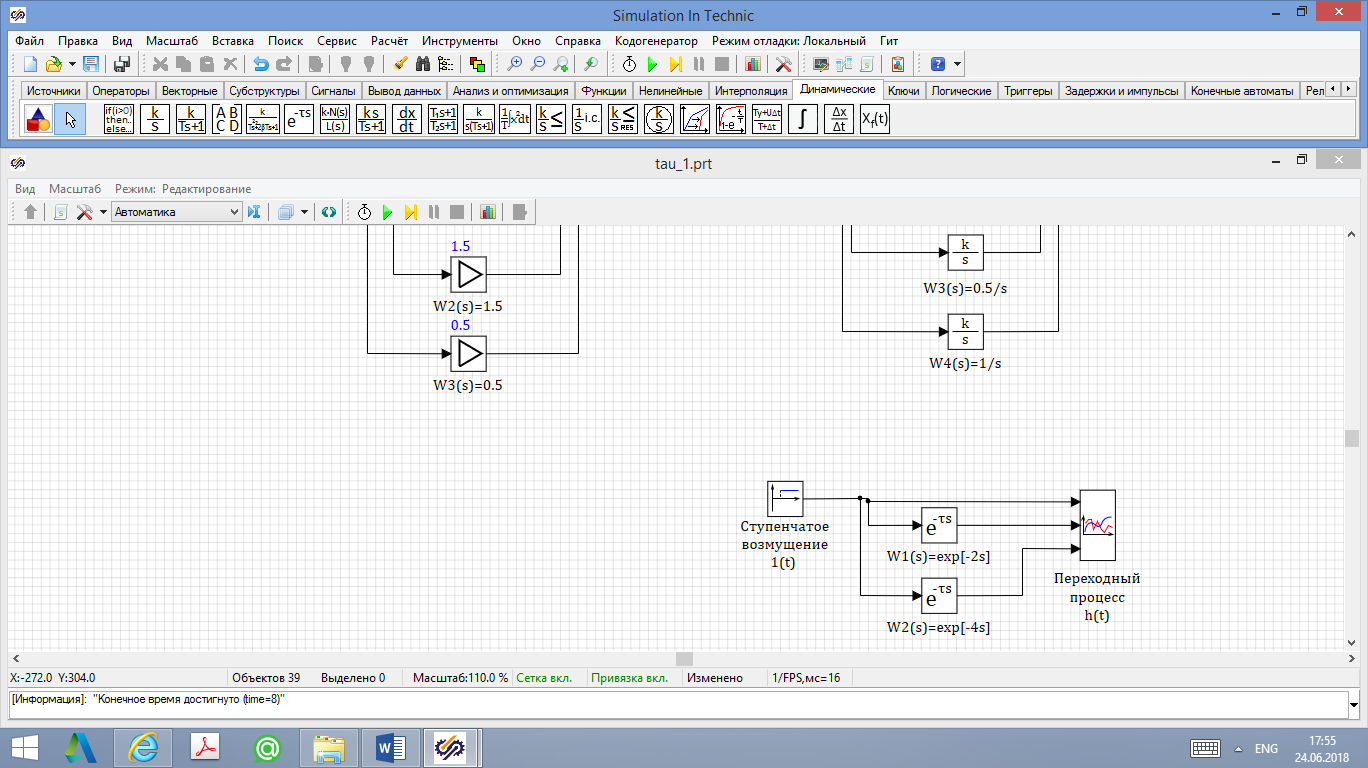 Simulation In Technic
Файл Правка Вид Масштаб Вставка Поиск Сервис Расчёт Инструменты Окно Справка Кодогенератор Режим отладки: Локальный Гит
Источники Операторы Векторные Субструктуры Сигналы Вывод данных Анализ и оптимизация Функции Нелинейные Интерполяция Динамические Ключи Логические Триггеры Задержки и импульсы Конечные автоматы Рел
tau_1.prt
Вид Масштаб Режим: Редактирование
Автоматика
1.5
W2(s)=1.5
0.5
W3(s)=0.5
k
s
W3(s)=0.5/s
k
s
W4(s)=1/s
Ступенчатое
возмущение
1(t)
e-τs
W1(s)=exp[-2s]
e-τs
W2(s)=exp[-4s]
Переходный
процесс
h(t)
X:-272.0 Y:304.0 Объектов 39 Выделено 0 Масштаб:110.0 % Сетка вкл. Привязка вкл. Изменено 1/FPS,мс=16
[Информация]: "Конечное время достигнуто (time=8)"
ENG
17:55
24.06.2018